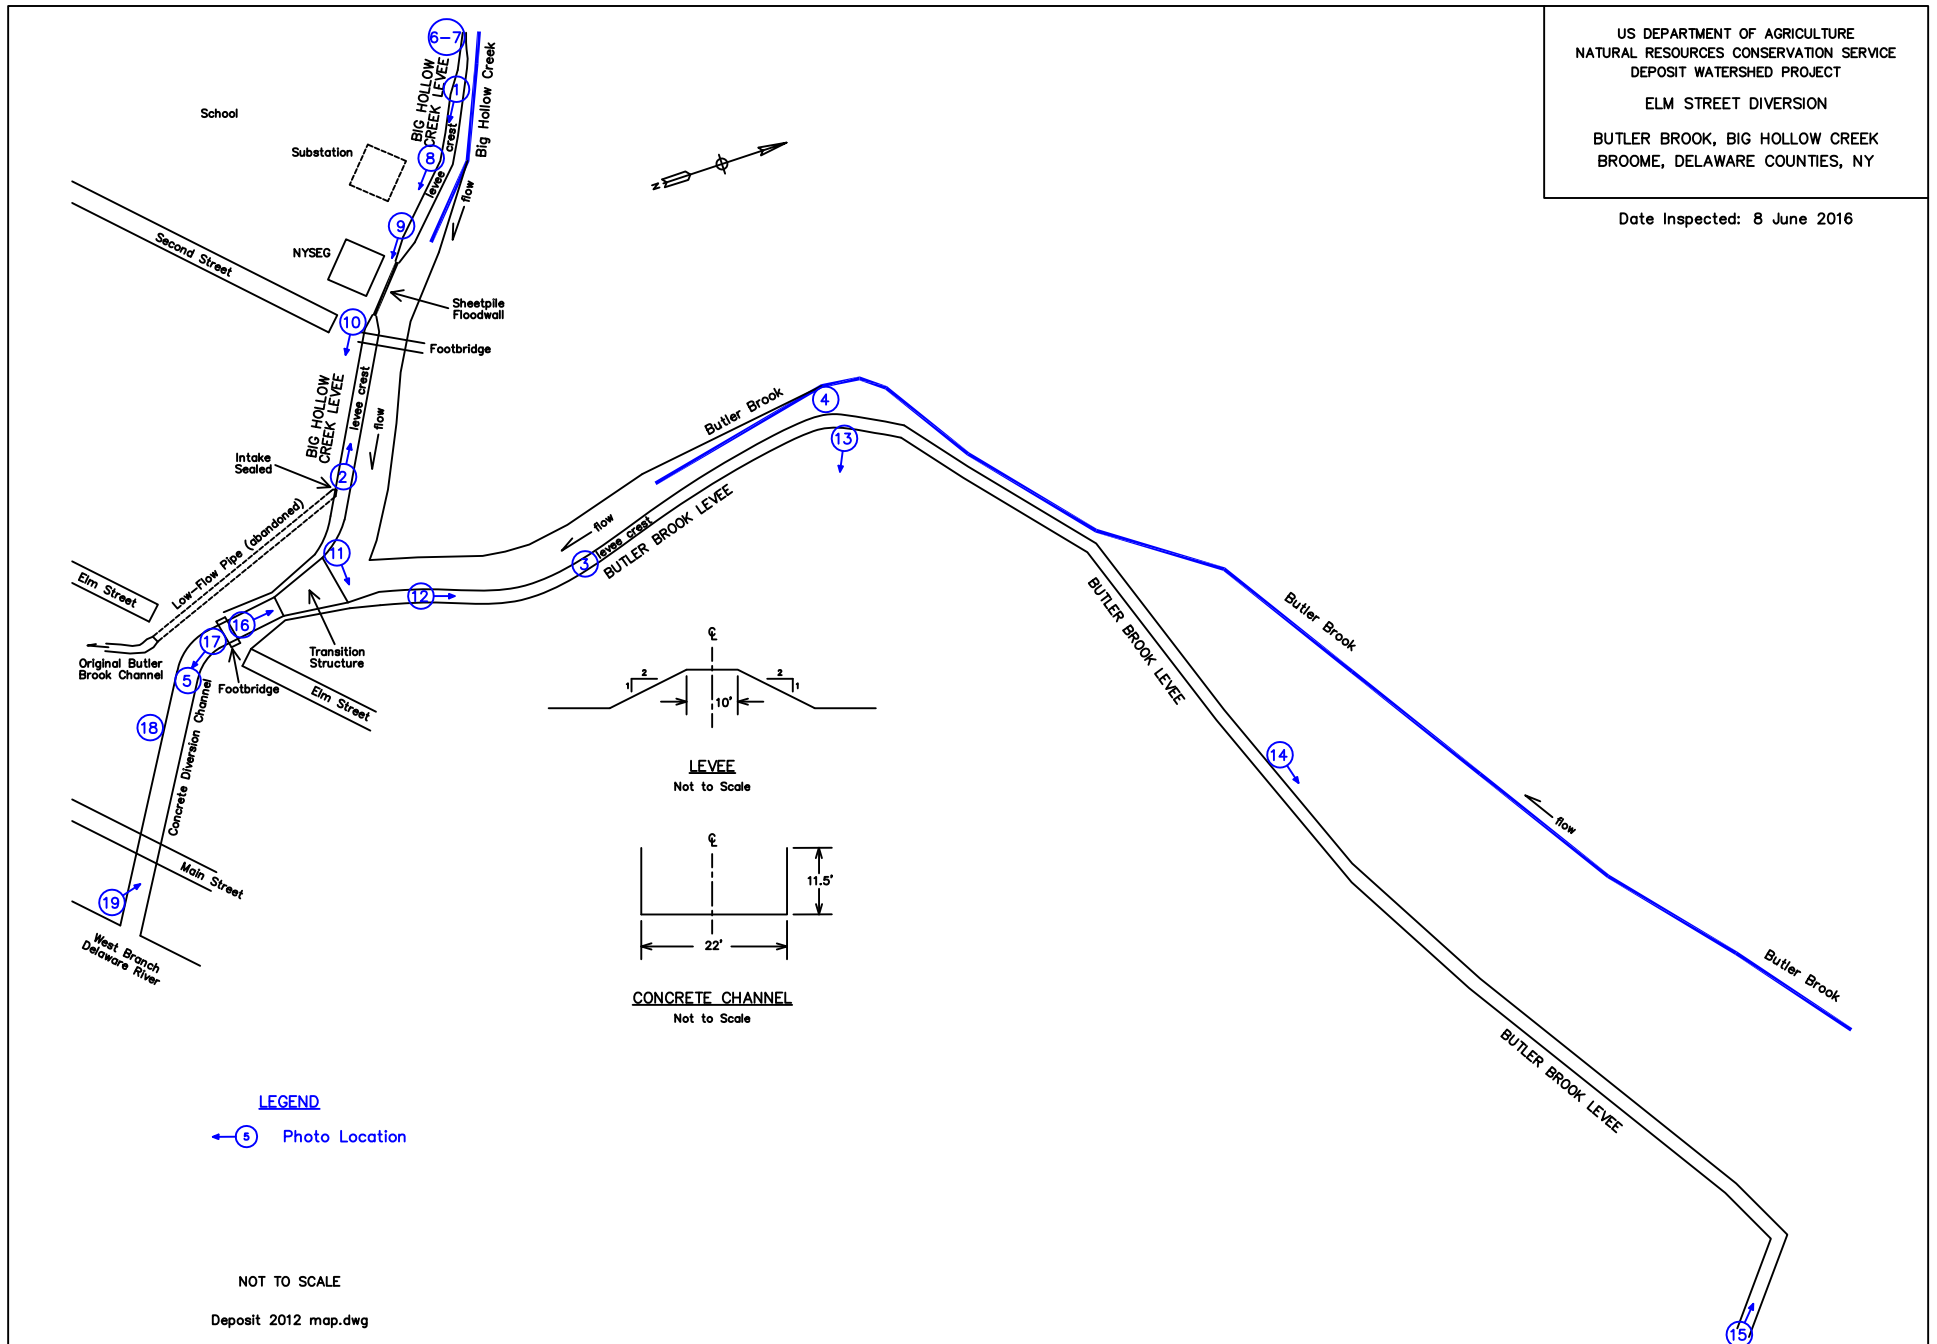 US DEPARTMENT OF AGRICULTURE
NATURAL RESOURCES CONSERVATION SERVICE
DEPOSIT WATERSHED PROJECT
ELM STREET DIVERSION
BUTLER BROOK, BIG HOLLOW CREEK
BROOME, DELAWARE COUNTIES, NY
Date Inspected: 8 June 2016
6-7
BIG HOLLOW
CREEK LEVEE
Big Hollow Creek
1
School
levee crest
Substation
8
flow
N
9
Second Street
NYSEG
Sheetpile
Floodwall
10
Footbridge
BIG HOLLOW
CREEK LEVEE
levee crest
flow
Butler Brook
4
13
Intake
Sealed
2
Low-Flow Pipe (abandoned)
flow
levee crest
BUTLER BROOK LEVEE
11
3
Elm Street
12
16
17
Transition
Structure
Original Butler
Brook Channel
5
Footbridge
Elm Street
18
Concrete Diversion Channel
Main Street
19
West Branch
Delaware River
BUTLER BROOK LEVEE
Butler Brook
14
flow
Butler Brook
BUTLER BROOK LEVEE
15
℄
2
1
2
1
10'
LEVEE
Not to Scale
℄
11.5'
22'
CONCRETE CHANNEL
Not to Scale
LEGEND
5 Photo Location
NOT TO SCALE
Deposit 2012 map.dwg